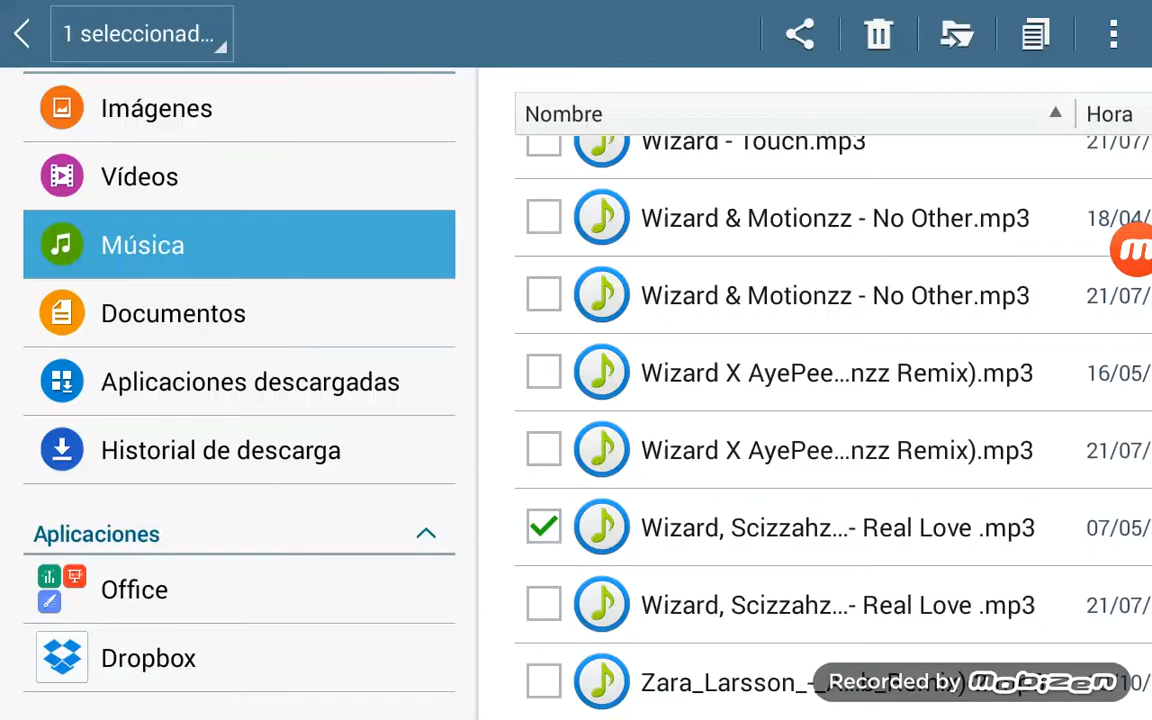 1 seleccionad...
Imágenes
Vídeos
Música
Documentos
Aplicaciones descargadas
Historial de descarga
Aplicaciones
Office
Dropbox
Nombre
Hora
Wizard - Touch.mp3
21/07/
Wizard & Motionzz - No Other.mp3
18/04/
Wizard & Motionzz - No Other.mp3
21/07/
Wizard X AyePee...nzz Remix).mp3
16/05/
Wizard X AyePee...nzz Remix).mp3
21/07/
Wizard, Scizzahz...- Real Love .mp3
07/05/
Wizard, Scizzahz...- Real Love .mp3
21/07/
Zara_Larsson_-
Recorded by mobizen